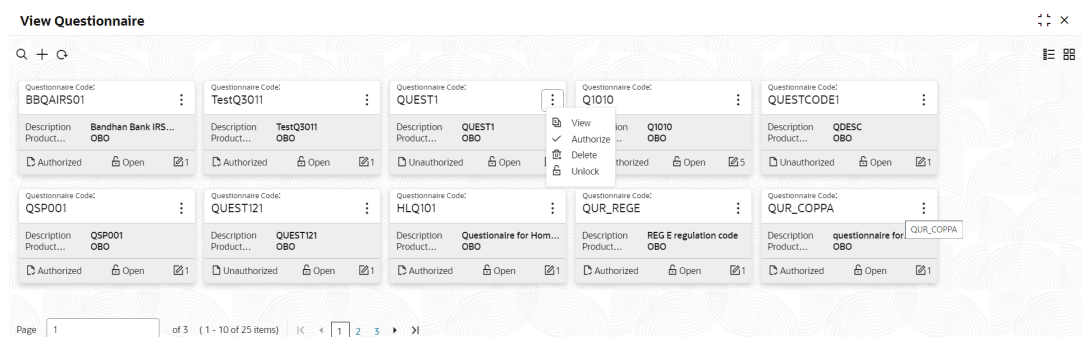 View Questionnaire
Questionnaire Code: Questionnaire Code: Questionnaire Code: Questionnaire Code: Questionnaire Code:
BBQAIRS01 TestQ3011 QUEST1 Q1010 QUESTCODE1
View
Description Bandhan Bank IRS... Description TestQ3011 Description QUEST1 ion Q1010 Description QDESC
Product... OBO Product... OBO Product... OBO Authorize OBO Product... OBO
Delete
Authorized Open 1 Authorized Open 1 Unauthorized Open thorized Open 5 Unauthorized Open 1
Unlock
Questionnaire Code: Questionnaire Code: Questionnaire Code: Questionnaire Code: Questionnaire Code:
QSP001 QUEST121 HLQ101 QUR_REGE QUR_COPPA
QUR_COPPA
Description QSP001 Description QUEST121 Description Questionnaire for Hom... Description REG E regulation code Description questionnaire for...
Product... OBO Product... OBO Product... OBO Product... OBO Product... OBO
Authorized Open 1 Unauthorized Open 1 Authorized Open 1 Authorized Open 1 Authorized Open 1
Page 1 of 3 ( 1 - 10 of 25 items) 1 2 3